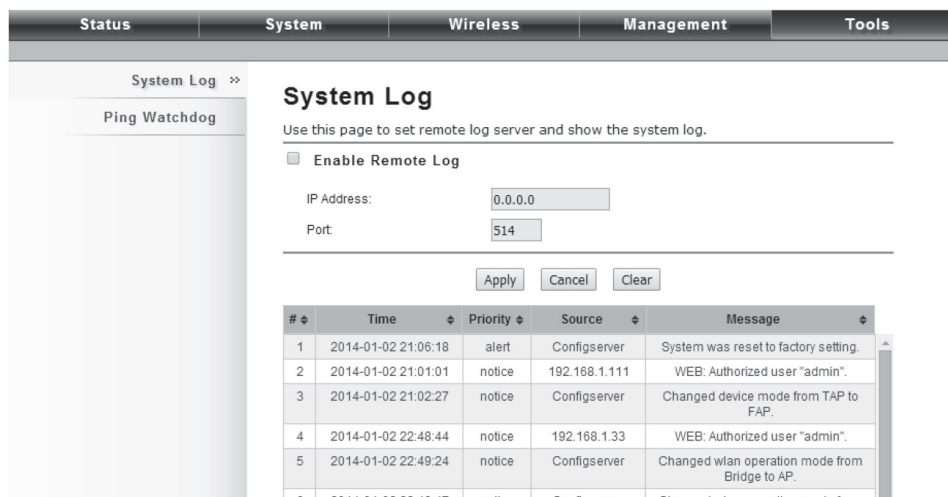 Status System Wireless Management Tools
System Log »
Ping Watchdog
System Log
Use this page to set remote log server and show the system log.
Enable Remote Log
IP Address: 0.0.0.0
Port: 514
Apply Cancel Clear
# Time Priority Source Message
1 2014-01-02 21:06:18 alert Configserver System was reset to factory setting.
2 2014-01-02 21:01:01 notice 192.168.1.111 WEB: Authorized user "admin".
3 2014-01-02 21:02:27 notice Configserver Changed device mode from TAP to
FAP.
4 2014-01-02 22:48:44 notice 192.168.1.33 WEB: Authorized user "admin".
5 2014-01-02 22:49:24 notice Configserver Changed wlan operation mode from
Bridge to AP.